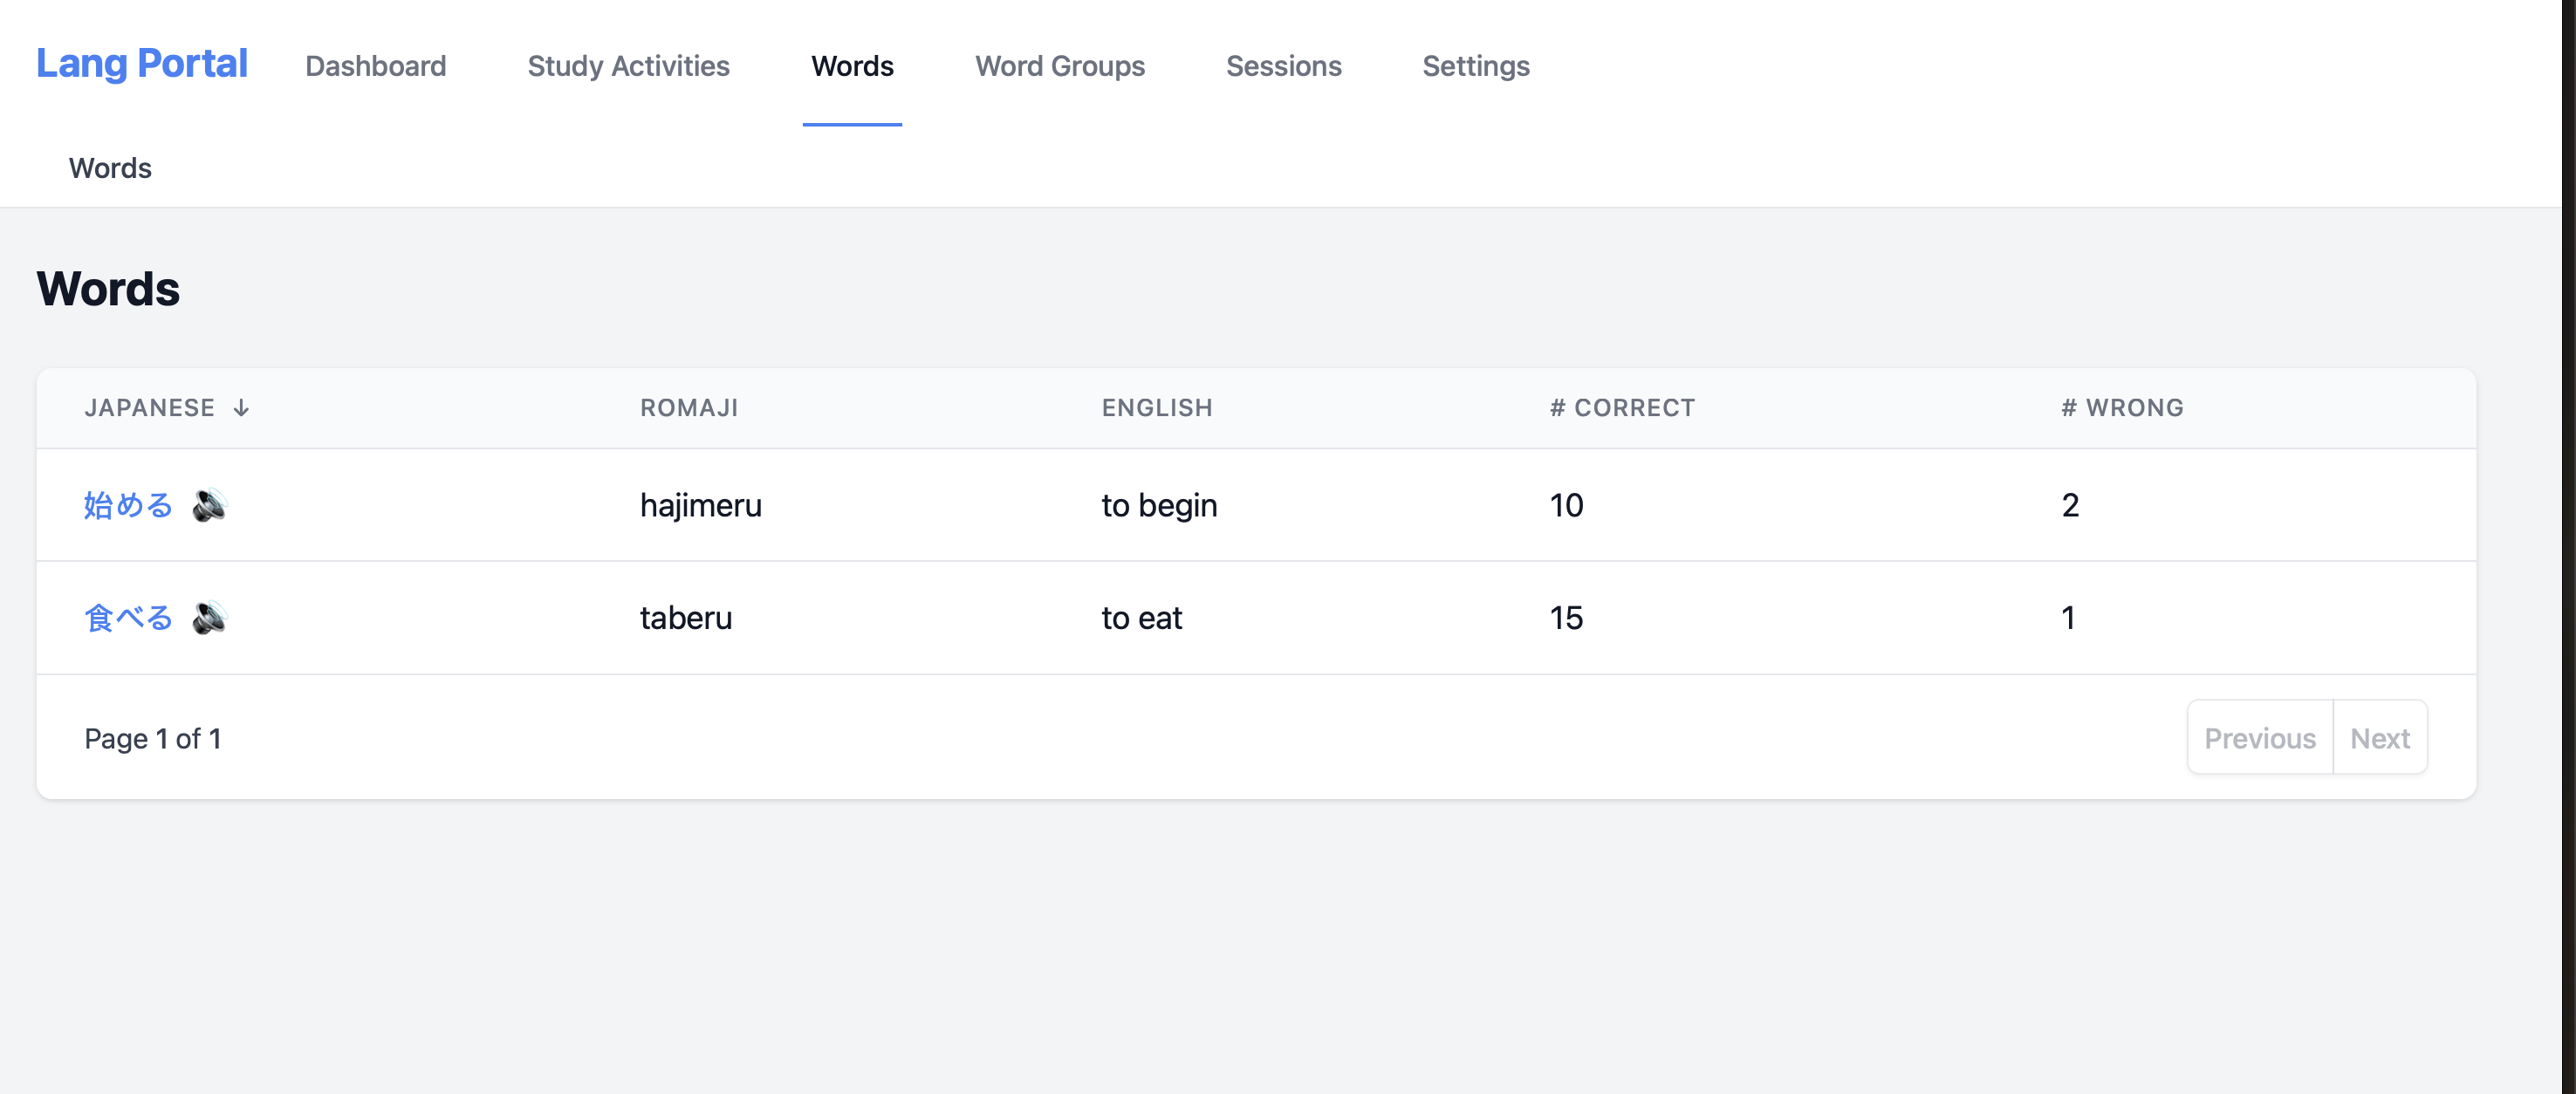 Lang Portal Dashboard Study Activities Words Word Groups Sessions Settings
Words
Words
JAPANESE ↓ ROMAJI ENGLISH # CORRECT # WRONG
始める hajimeru to begin 10 2
食べる taberu to eat 15 1
Page 1 of 1 Previous Next